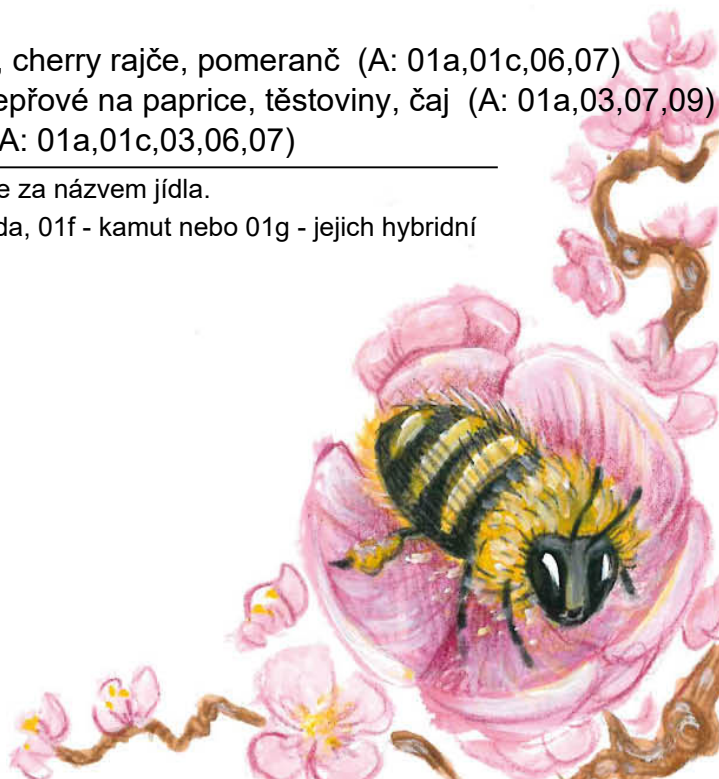 , cherry rajče, pomeranč (A: 01a,01c,06,07)
epřové na paprice, těstoviny, čaj (A: 01a,03,07,09)
A: 01a,01c,03,06,07)
e za názvem jídla.
da, 01f - kamut nebo 01g - jejich hybridní